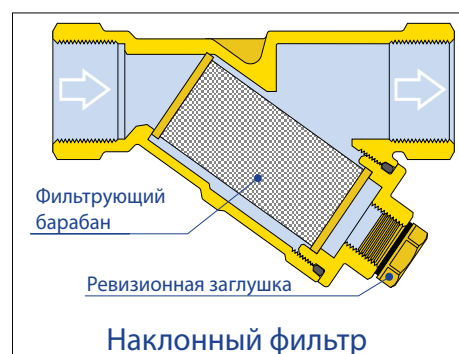 Фильтрующий
барабан
Ревизионная заглушка
Наклонный фильтр